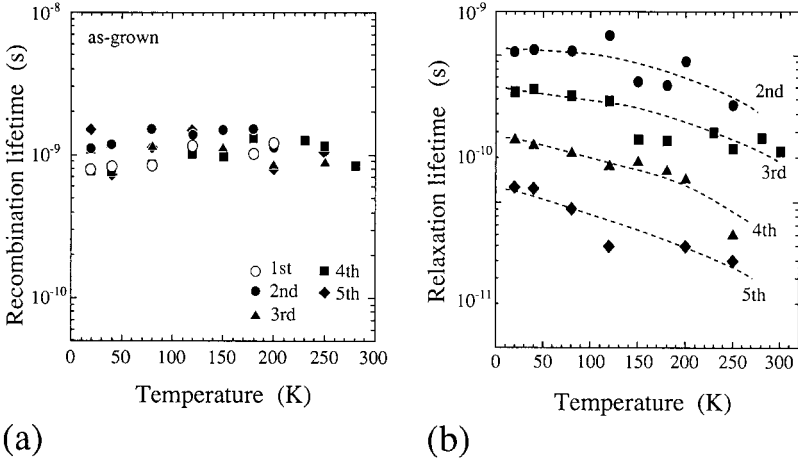 10⁻⁸
as-grown
10⁻⁹
10⁻¹⁰
Recombination lifetime (s)
1st
2nd
3rd
4th
5th
0 50 100 150 200 250 300
Temperature (K)
(a)
10⁻⁹
10⁻¹⁰
10⁻¹¹
Relaxation lifetime (s)
2nd
3rd
4th
5th
0 50 100 150 200 250 300
Temperature (K)
(b)